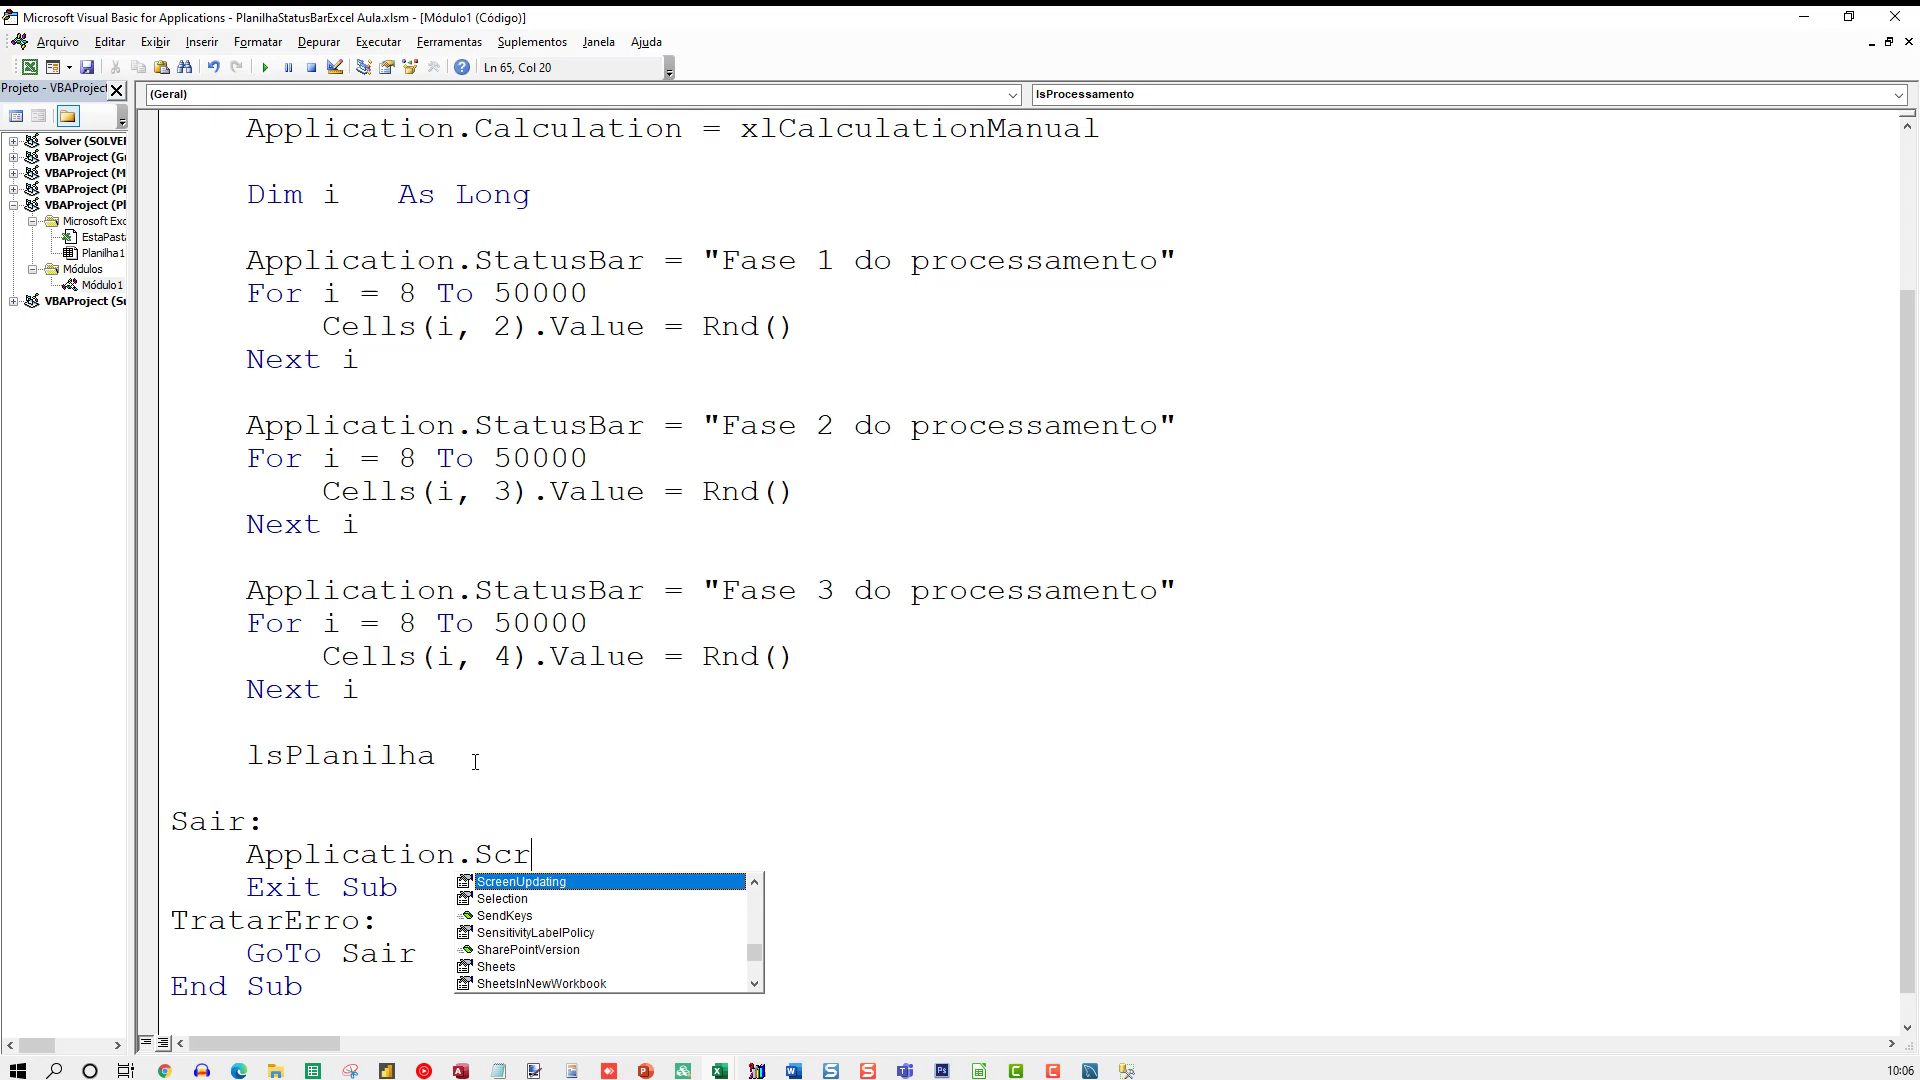 Microsoft Visual Basic for Applications - PlanilhaStatusBarExcel Aula.xlsm - [Módulo1 (Código)]
Arquivo Editar Exibir Inserir Formatar Depurar Executar Ferramentas Suplementos Janela Ajuda
Ln 65, Col 20
Projeto - VBAProject
(Geral)
lsProcessamento
Solver (SOLVER
VBAProject (G
VBAProject (M
VBAProject (Pl
VBAProject (Pl
Microsoft Exc
EstaPasta
Planilha1
Módulos
Módulo1
VBAProject (Su
Application.Calculation = xlCalculationManual
Dim i As Long
Application.StatusBar = "Fase 1 do processamento"
For i = 8 To 50000
Cells(i, 2).Value = Rnd()
Next i
Application.StatusBar = "Fase 2 do processamento"
For i = 8 To 50000
Cells(i, 3).Value = Rnd()
Next i
Application.StatusBar = "Fase 3 do processamento"
For i = 8 To 50000
Cells(i, 4).Value = Rnd()
Next i
lsPlanilha
Sair:
Application.Scr
Exit Sub
TratarErro:
GoTo Sair
End Sub
ScreenUpdating
Selection
SendKeys
SensitivityLabelPolicy
SharePointVersion
Sheets
SheetsInNewWorkbook
10:06